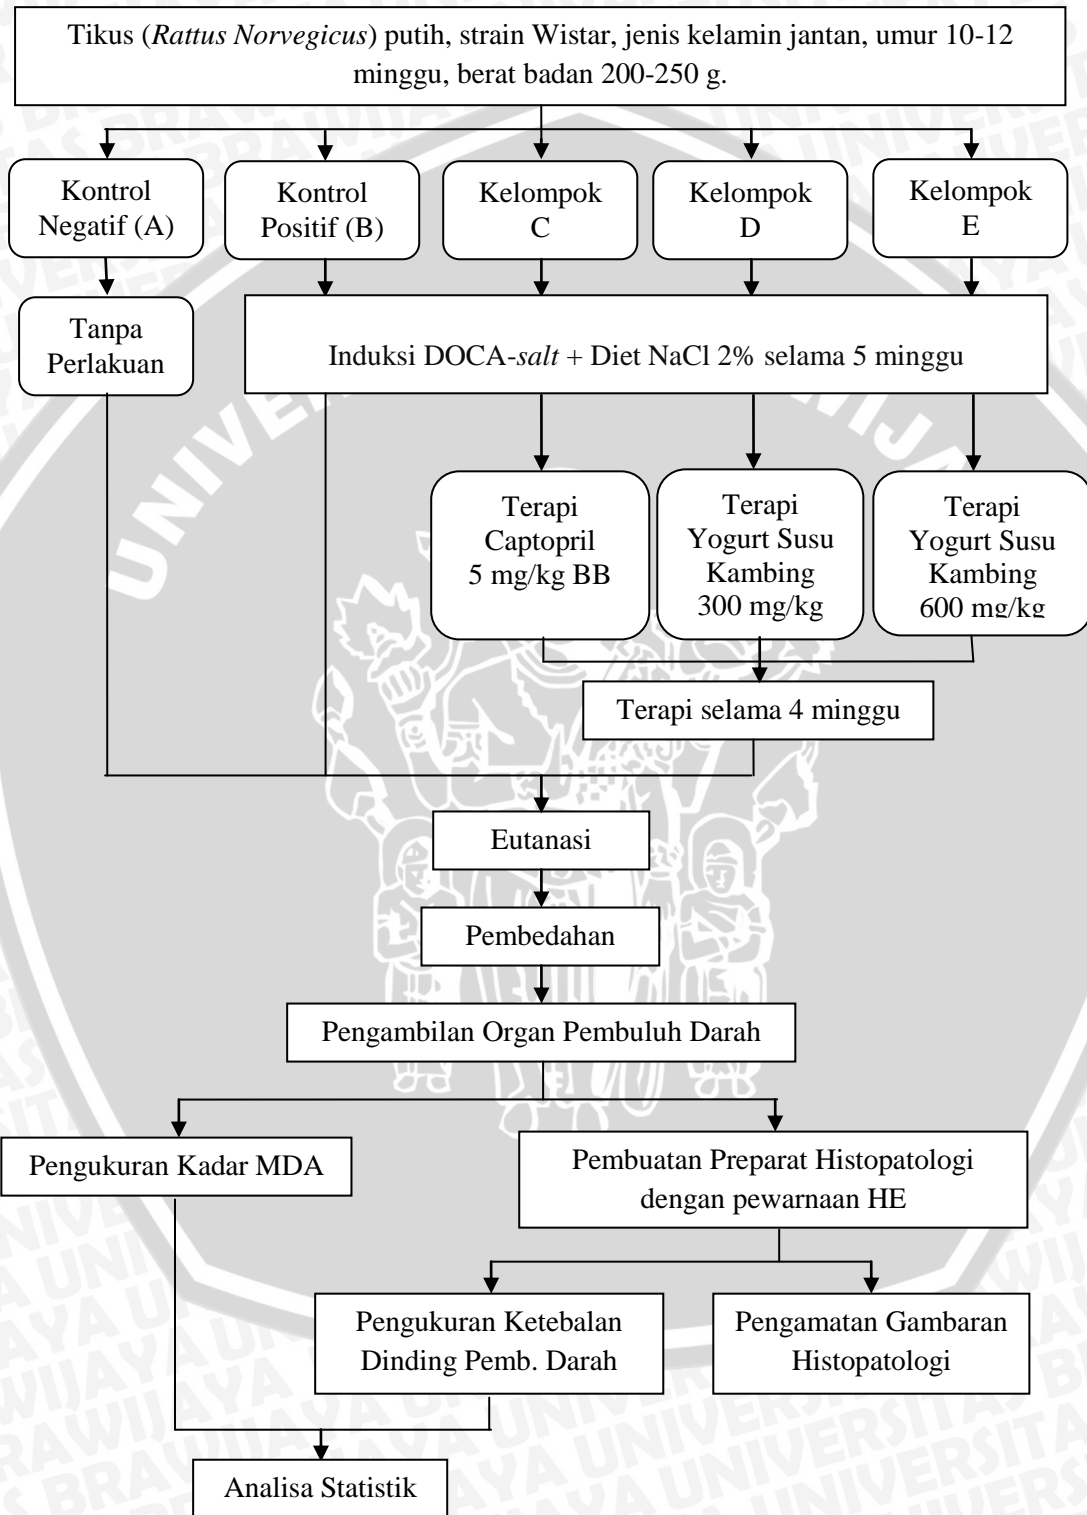 Tikus (Rattus Norvegicus) putih, strain Wistar, jenis kelamin jantan, umur 10-12
minggu, berat badan 200-250 g.
Kontrol
Negatif (A)
Kontrol
Positif (B)
Kelompok
C
Kelompok
D
Kelompok
E
Tanpa
Perlakuan
Induksi DOCA-salt + Diet NaCl 2% selama 5 minggu
Terapi
Captopril
5 mg/kg BB
Terapi
Yogurt Susu
Kambing
300 mg/kg
Terapi
Yogurt Susu
Kambing
600 mg/kg
Terapi selama 4 minggu
Eutanasi
Pembedahan
Pengambilan Organ Pembuluh Darah
Pengukuran Kadar MDA
Pembuatan Preparat Histopatologi
dengan pewarnaan HE
Pengukuran Ketebalan
Dinding Pemb. Darah
Pengamatan Gambaran
Histopatologi
Analisa Statistik